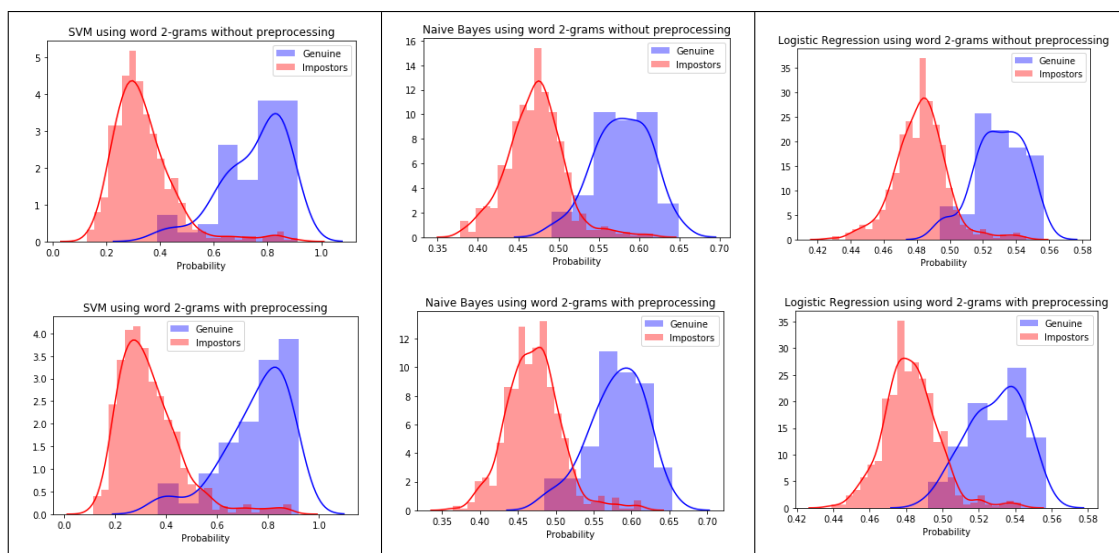 SVM using word 2-grams without preprocessing
Genuine
Impostors
5
4
3
2
1
0
0.0 0.2 0.4 0.6 0.8 1.0
Probability
Naive Bayes using word 2-grams without preprocessing
Genuine
Impostors
16
14
12
10
8
6
4
2
0
0.35 0.40 0.45 0.50 0.55 0.60 0.65 0.70
Probability
Logistic Regression using word 2-grams without preprocessing
Genuine
Impostors
35
30
25
20
15
10
5
0
0.42 0.44 0.46 0.48 0.50 0.52 0.54 0.56 0.58
Probability
SVM using word 2-grams with preprocessing
Genuine
Impostors
4.0
3.5
3.0
2.5
2.0
1.5
1.0
0.5
0.0
0.0 0.2 0.4 0.6 0.8 1.0
Probability
Naive Bayes using word 2-grams with preprocessing
Genuine
Impostors
12
10
8
6
4
2
0
0.35 0.40 0.45 0.50 0.55 0.60 0.65 0.70
Probability
Logistic Regression using word 2-grams with preprocessing
Genuine
Impostors
35
30
25
20
15
10
5
0
0.42 0.44 0.46 0.48 0.50 0.52 0.54 0.56 0.58
Probability